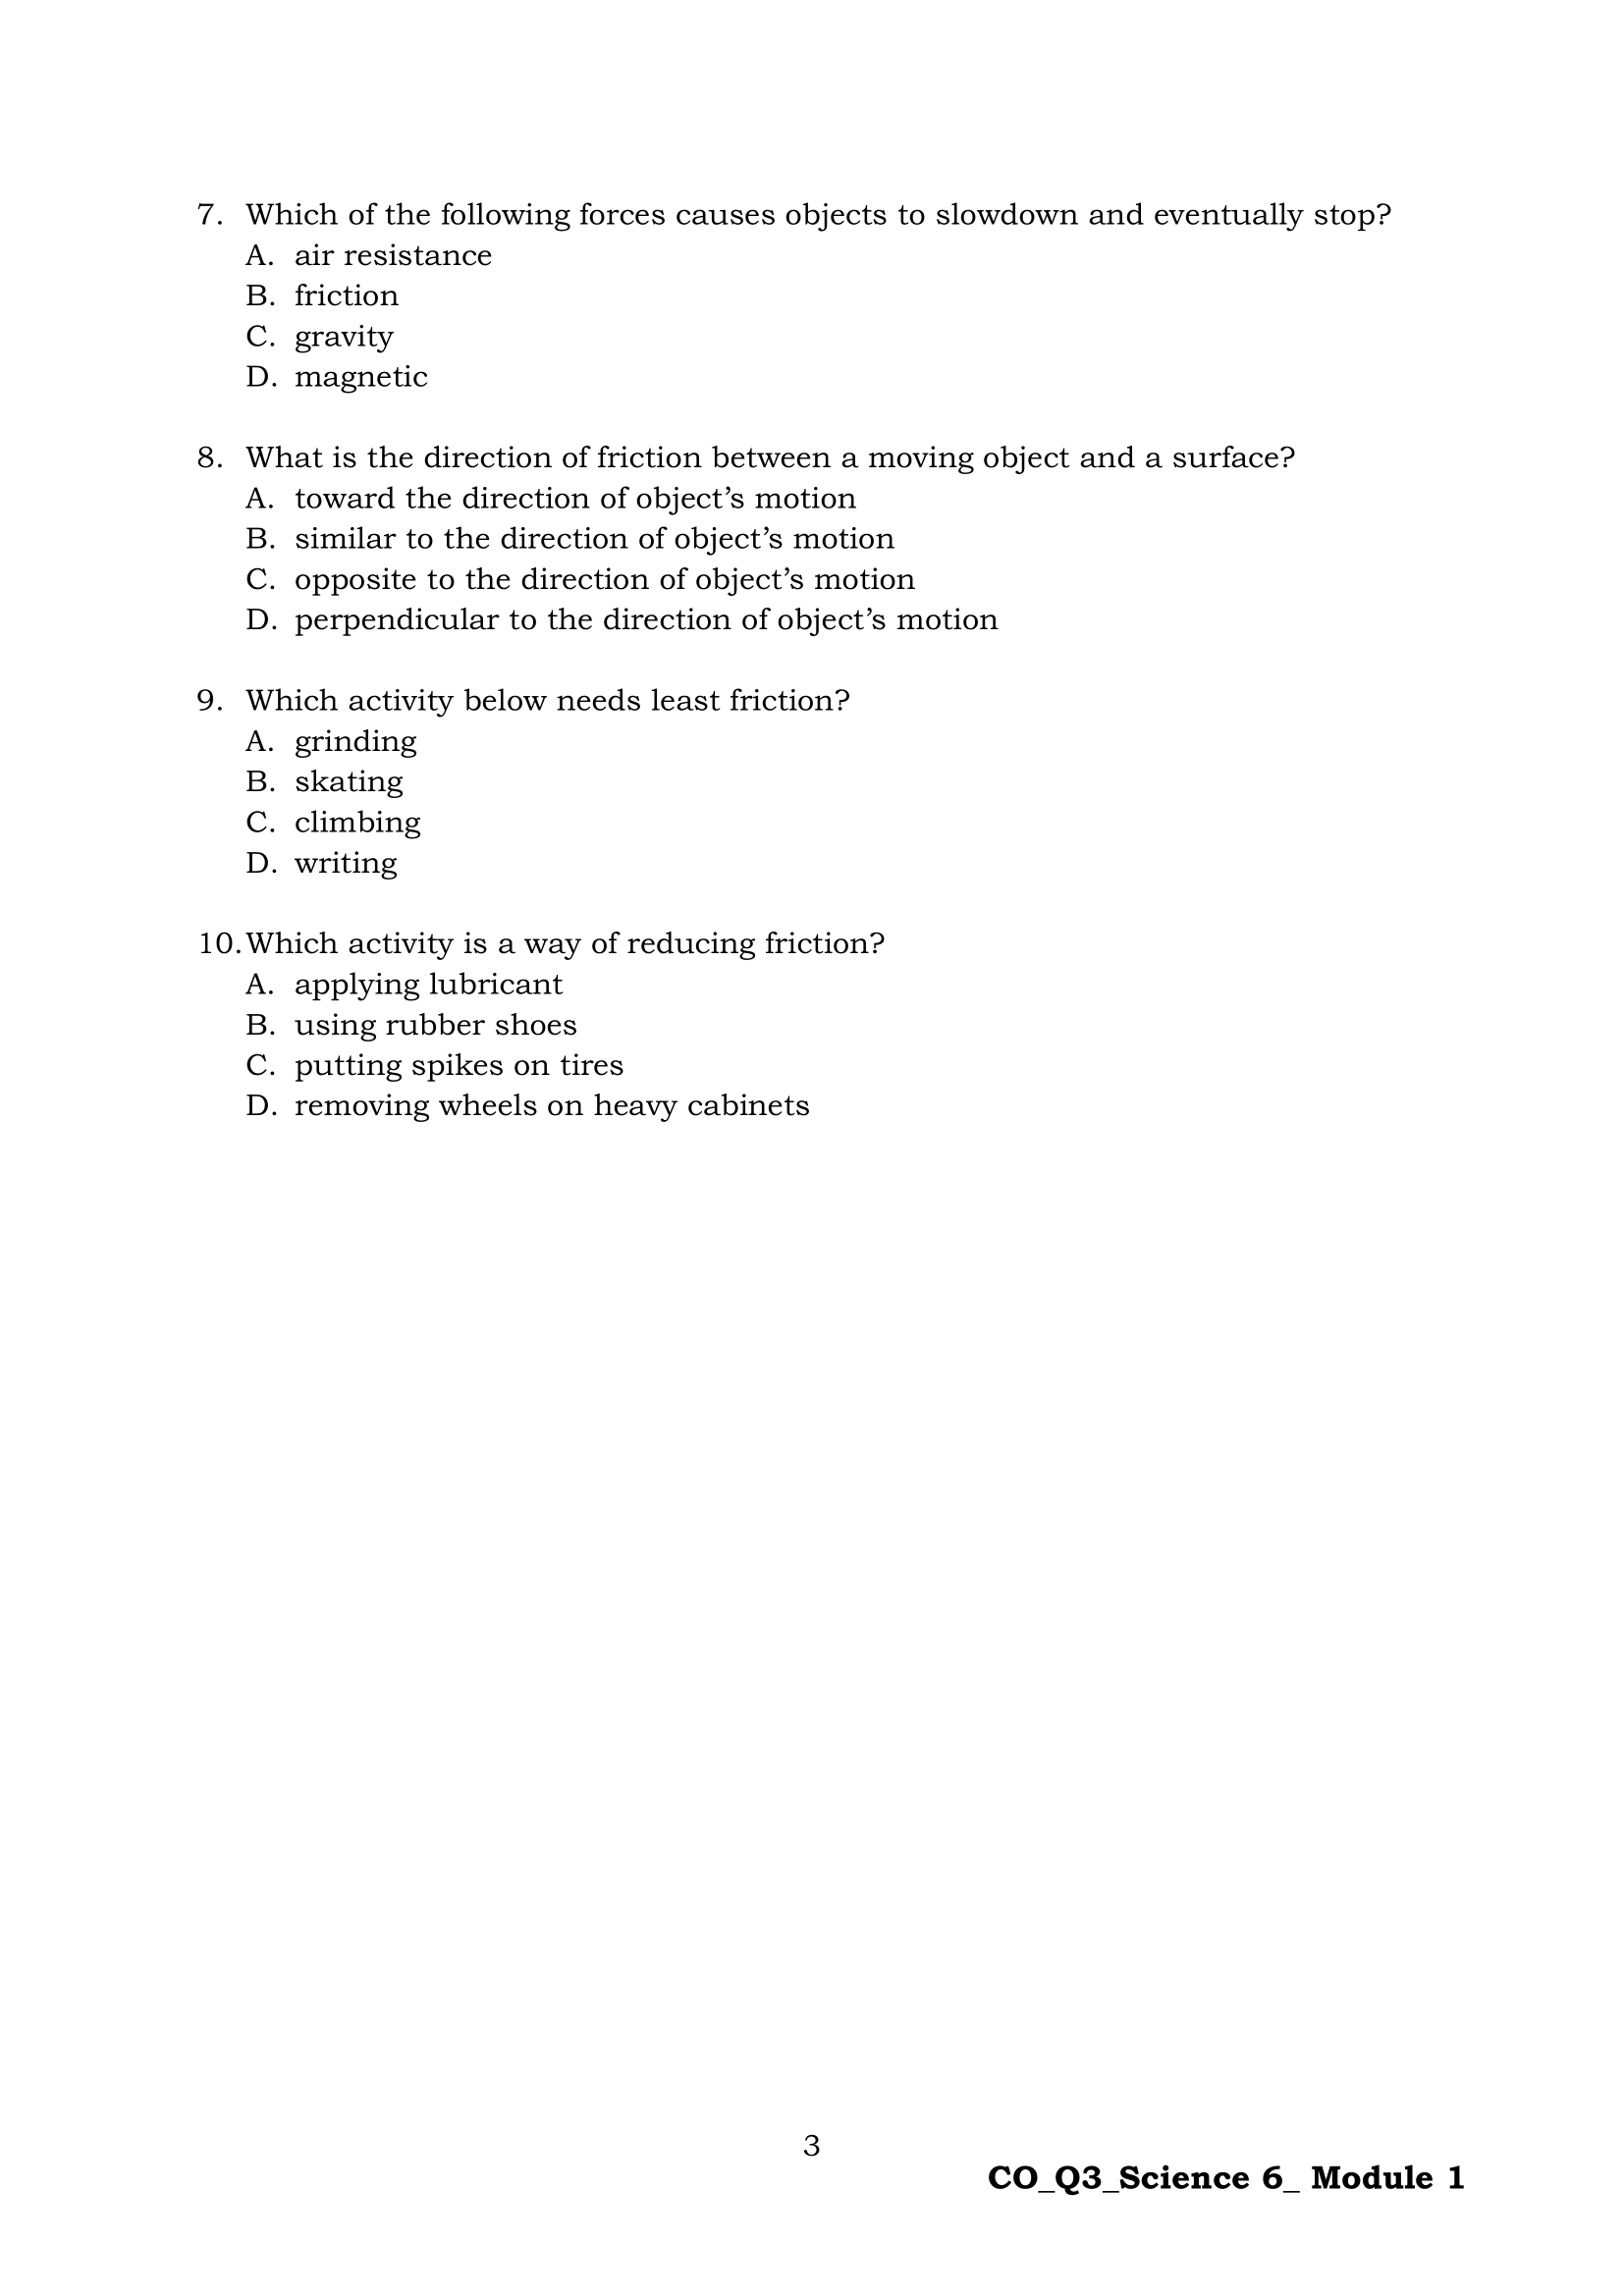 7. Which of the following forces causes objects to slowdown and eventually stop?
A. air resistance
B. friction
C. gravity
D. magnetic
8. What is the direction of friction between a moving object and a surface?
A. toward the direction of object’s motion
B. similar to the direction of object’s motion
C. opposite to the direction of object’s motion
D. perpendicular to the direction of object’s motion
9. Which activity below needs least friction?
A. grinding
B. skating
C. climbing
D. writing
10. Which activity is a way of reducing friction?
A. applying lubricant
B. using rubber shoes
C. putting spikes on tires
D. removing wheels on heavy cabinets
3
CO_Q3_Science 6_ Module 1